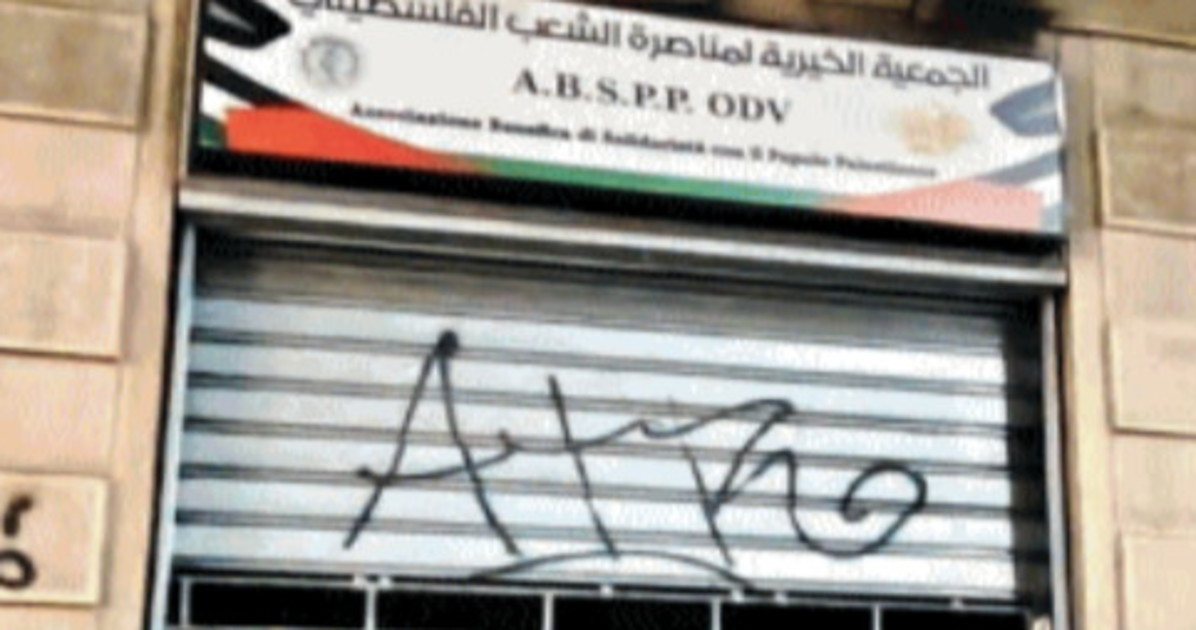 الجمعية الخيرية لمناصرة الشعب الفلسطيني
A.B.S.P.P. ODV
Associazione Benefica di Solidarietà con il Popolo Palestinese